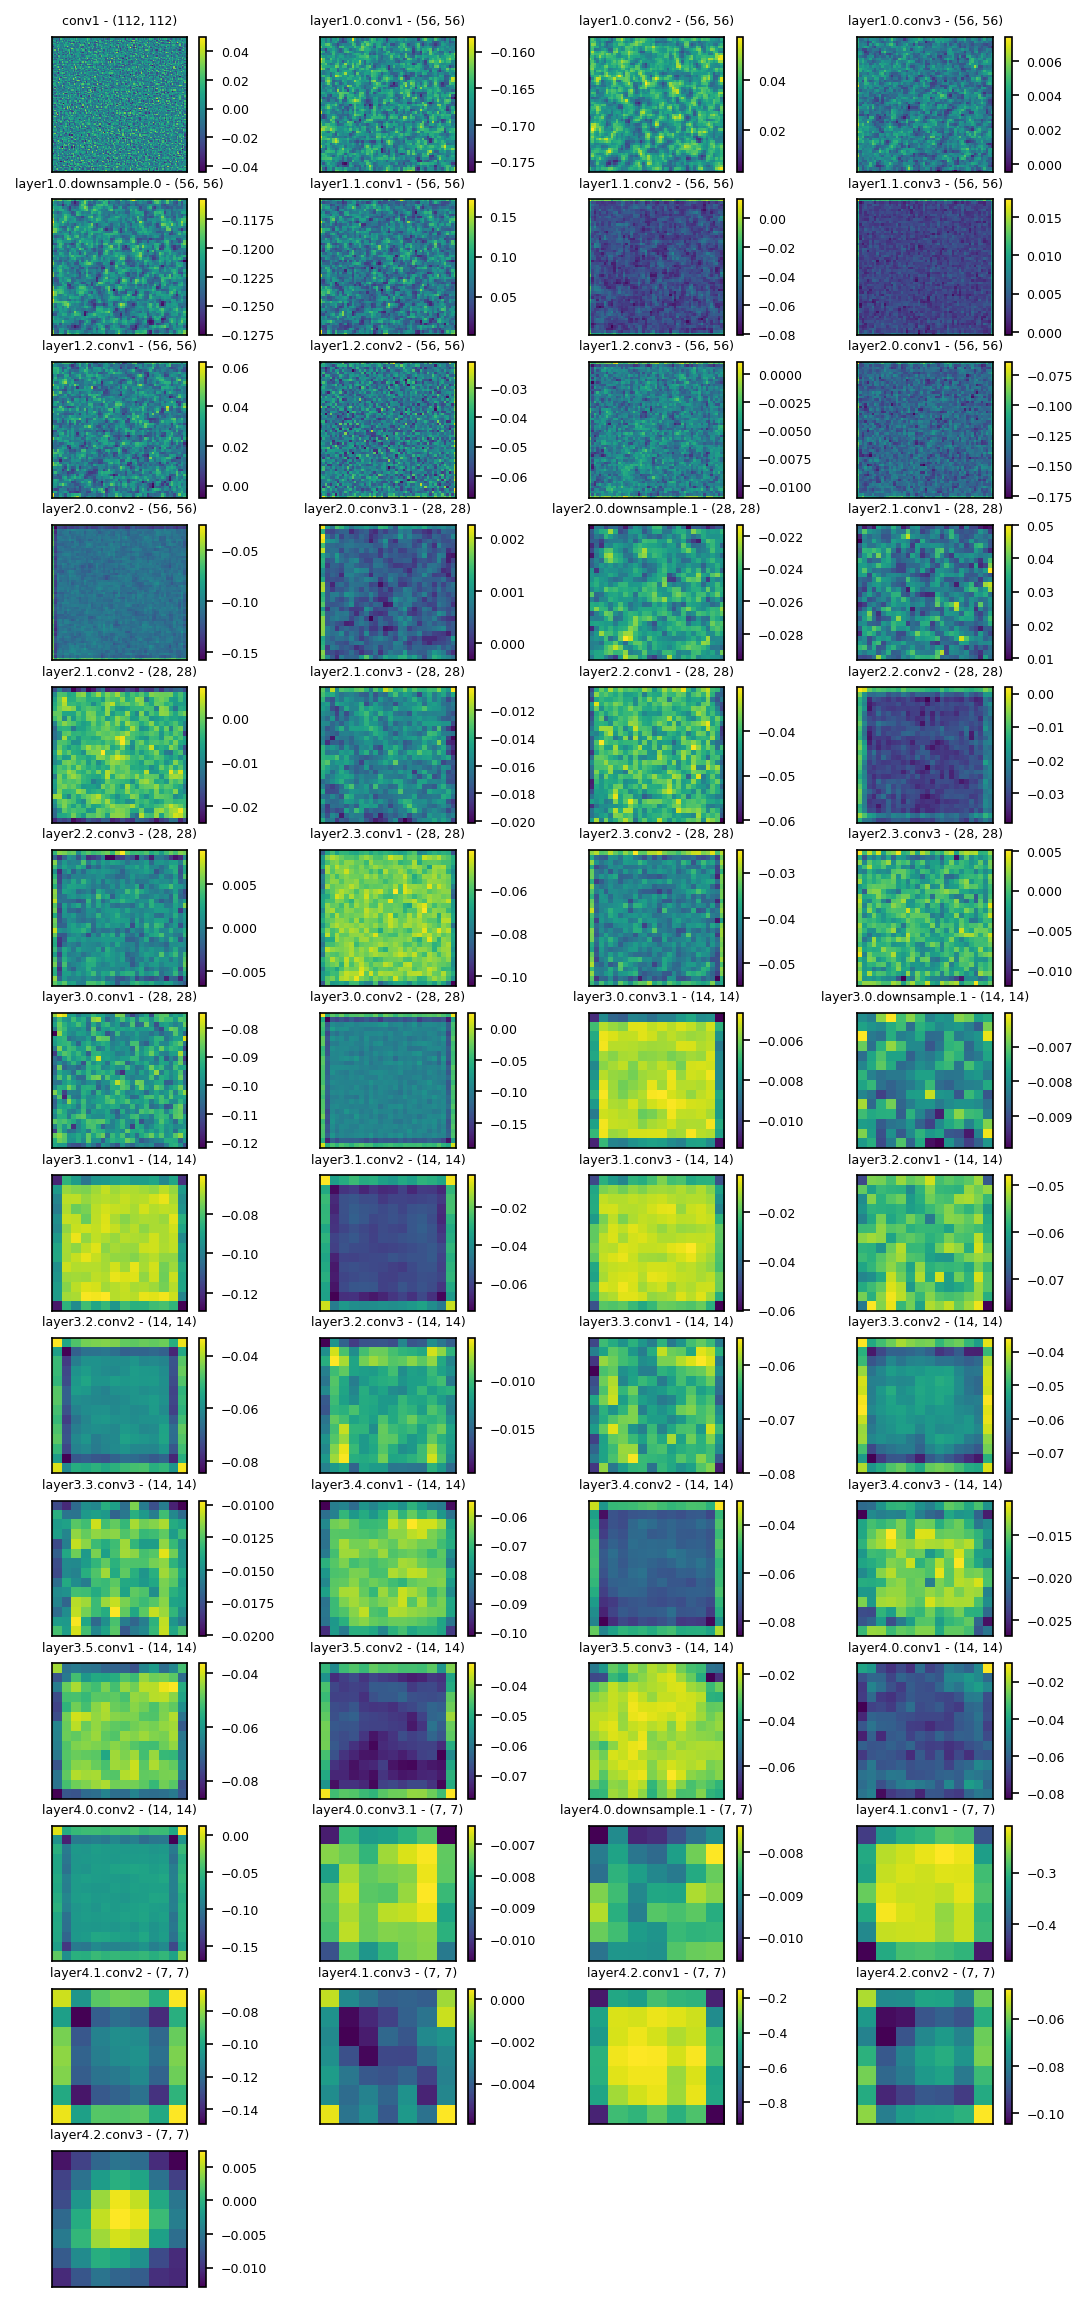 conv1 - (112, 112) layer1.0.conv1 - (56, 56) layer1.0.conv2 - (56, 56) layer1.0.conv3 - (56, 56)
0.04 −0.160 0.04 0.006
0.02 −0.165 0.02 0.004
0.00 −0.170 0.002
−0.02 −0.175 0.000
−0.04
layer1.0.downsample.0 - (56, 56) layer1.1.conv1 - (56, 56) layer1.1.conv2 - (56, 56) layer1.1.conv3 - (56, 56)
−0.1175 0.15 0.00 0.015
−0.1200 0.10 −0.02 0.010
−0.1225 0.05 −0.04 0.005
−0.1250 −0.06 0.000
−0.1275 −0.08
layer1.2.conv1 - (56, 56) layer1.2.conv2 - (56, 56) layer1.2.conv3 - (56, 56) layer2.0.conv1 - (56, 56)
0.06 −0.03 0.0000 −0.075
0.04 −0.04 −0.0025 −0.100
0.02 −0.05 −0.0050 −0.125
0.00 −0.06 −0.0075 −0.150
−0.0100 −0.175
layer2.0.conv2 - (56, 56) layer2.0.conv3.1 - (28, 28) layer2.0.downsample.1 - (28, 28) layer2.1.conv1 - (28, 28)
−0.05 0.002 −0.022 0.05
−0.10 0.001 −0.024 0.04
−0.15 0.000 −0.026 0.03
−0.028 0.02
0.01
layer2.1.conv2 - (28, 28) layer2.1.conv3 - (28, 28) layer2.2.conv1 - (28, 28) layer2.2.conv2 - (28, 28)
0.00 −0.012 −0.04 0.00
−0.01 −0.014 −0.05 −0.01
−0.02 −0.016 −0.06 −0.02
−0.018 −0.03
−0.020
layer2.2.conv3 - (28, 28) layer2.3.conv1 - (28, 28) layer2.3.conv2 - (28, 28) layer2.3.conv3 - (28, 28)
0.005 −0.06 −0.03 0.005
0.000 −0.08 −0.04 0.000
−0.005 −0.10 −0.05 −0.005
−0.010
layer3.0.conv1 - (28, 28) layer3.0.conv2 - (28, 28) layer3.0.conv3.1 - (14, 14) layer3.0.downsample.1 - (14, 14)
−0.08 0.00 −0.006 −0.007
−0.09 −0.05 −0.008 −0.008
−0.10 −0.10 −0.010 −0.009
−0.11 −0.15
−0.12
layer3.1.conv1 - (14, 14) layer3.1.conv2 - (14, 14) layer3.1.conv3 - (14, 14) layer3.2.conv1 - (14, 14)
−0.08 −0.02 −0.02 −0.05
−0.10 −0.04 −0.04 −0.06
−0.12 −0.06 −0.06 −0.07
layer3.2.conv2 - (14, 14) layer3.2.conv3 - (14, 14) layer3.3.conv1 - (14, 14) layer3.3.conv2 - (14, 14)
−0.04 −0.010 −0.06 −0.04
−0.06 −0.015 −0.07 −0.05
−0.08 −0.08 −0.06
−0.07
layer3.3.conv3 - (14, 14) layer3.4.conv1 - (14, 14) layer3.4.conv2 - (14, 14) layer3.4.conv3 - (14, 14)
−0.0100 −0.06 −0.04 −0.015
−0.0125 −0.07 −0.06 −0.020
−0.0150 −0.08 −0.08 −0.025
−0.0175 −0.09
−0.0200 −0.10
layer3.5.conv1 - (14, 14) layer3.5.conv2 - (14, 14) layer3.5.conv3 - (14, 14) layer4.0.conv1 - (14, 14)
−0.04 −0.04 −0.02 −0.02
−0.06 −0.05 −0.04 −0.04
−0.08 −0.06 −0.06 −0.06
−0.07 −0.08
layer4.0.conv2 - (14, 14) layer4.0.conv3.1 - (7, 7) layer4.0.downsample.1 - (7, 7) layer4.1.conv1 - (7, 7)
0.00 −0.007 −0.008 −0.3
−0.05 −0.008 −0.009 −0.4
−0.10 −0.009 −0.010
−0.15 −0.010
layer4.1.conv2 - (7, 7) layer4.1.conv3 - (7, 7) layer4.2.conv1 - (7, 7) layer4.2.conv2 - (7, 7)
−0.08 0.000 −0.2 −0.06
−0.10 −0.002 −0.4 −0.08
−0.12 −0.004 −0.6 −0.10
−0.14 −0.8
layer4.2.conv3 - (7, 7)
0.005
0.000
−0.005
−0.010